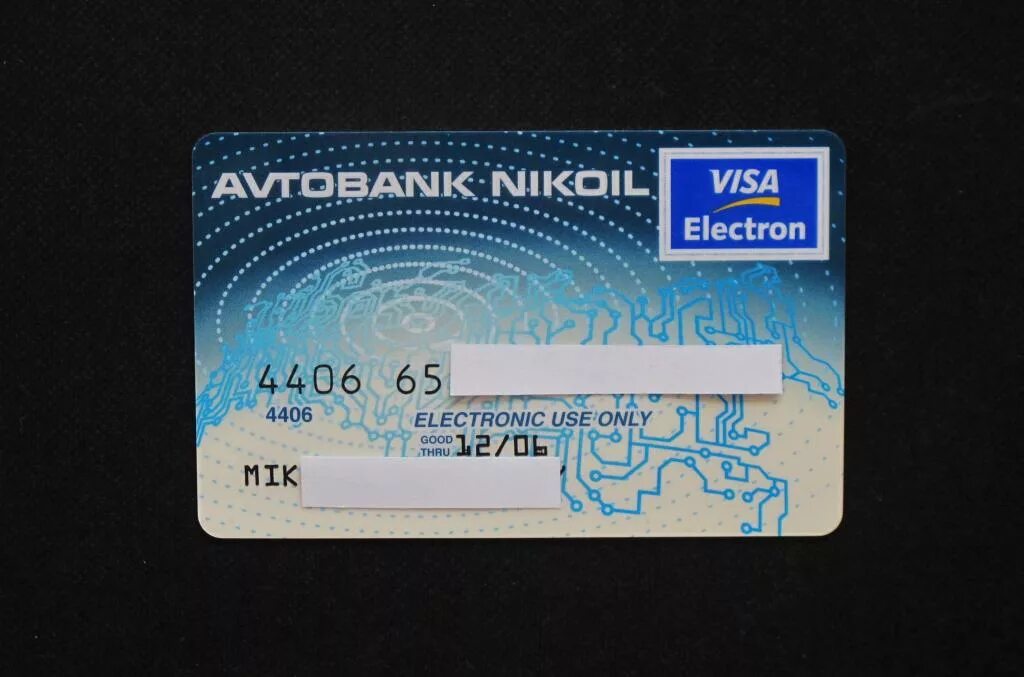 AVTOBANK NIKOIL
VISA
Electron
4406 65
4406
ELECTRONIC USE ONLY
GOOD THRU 12/06
MIK